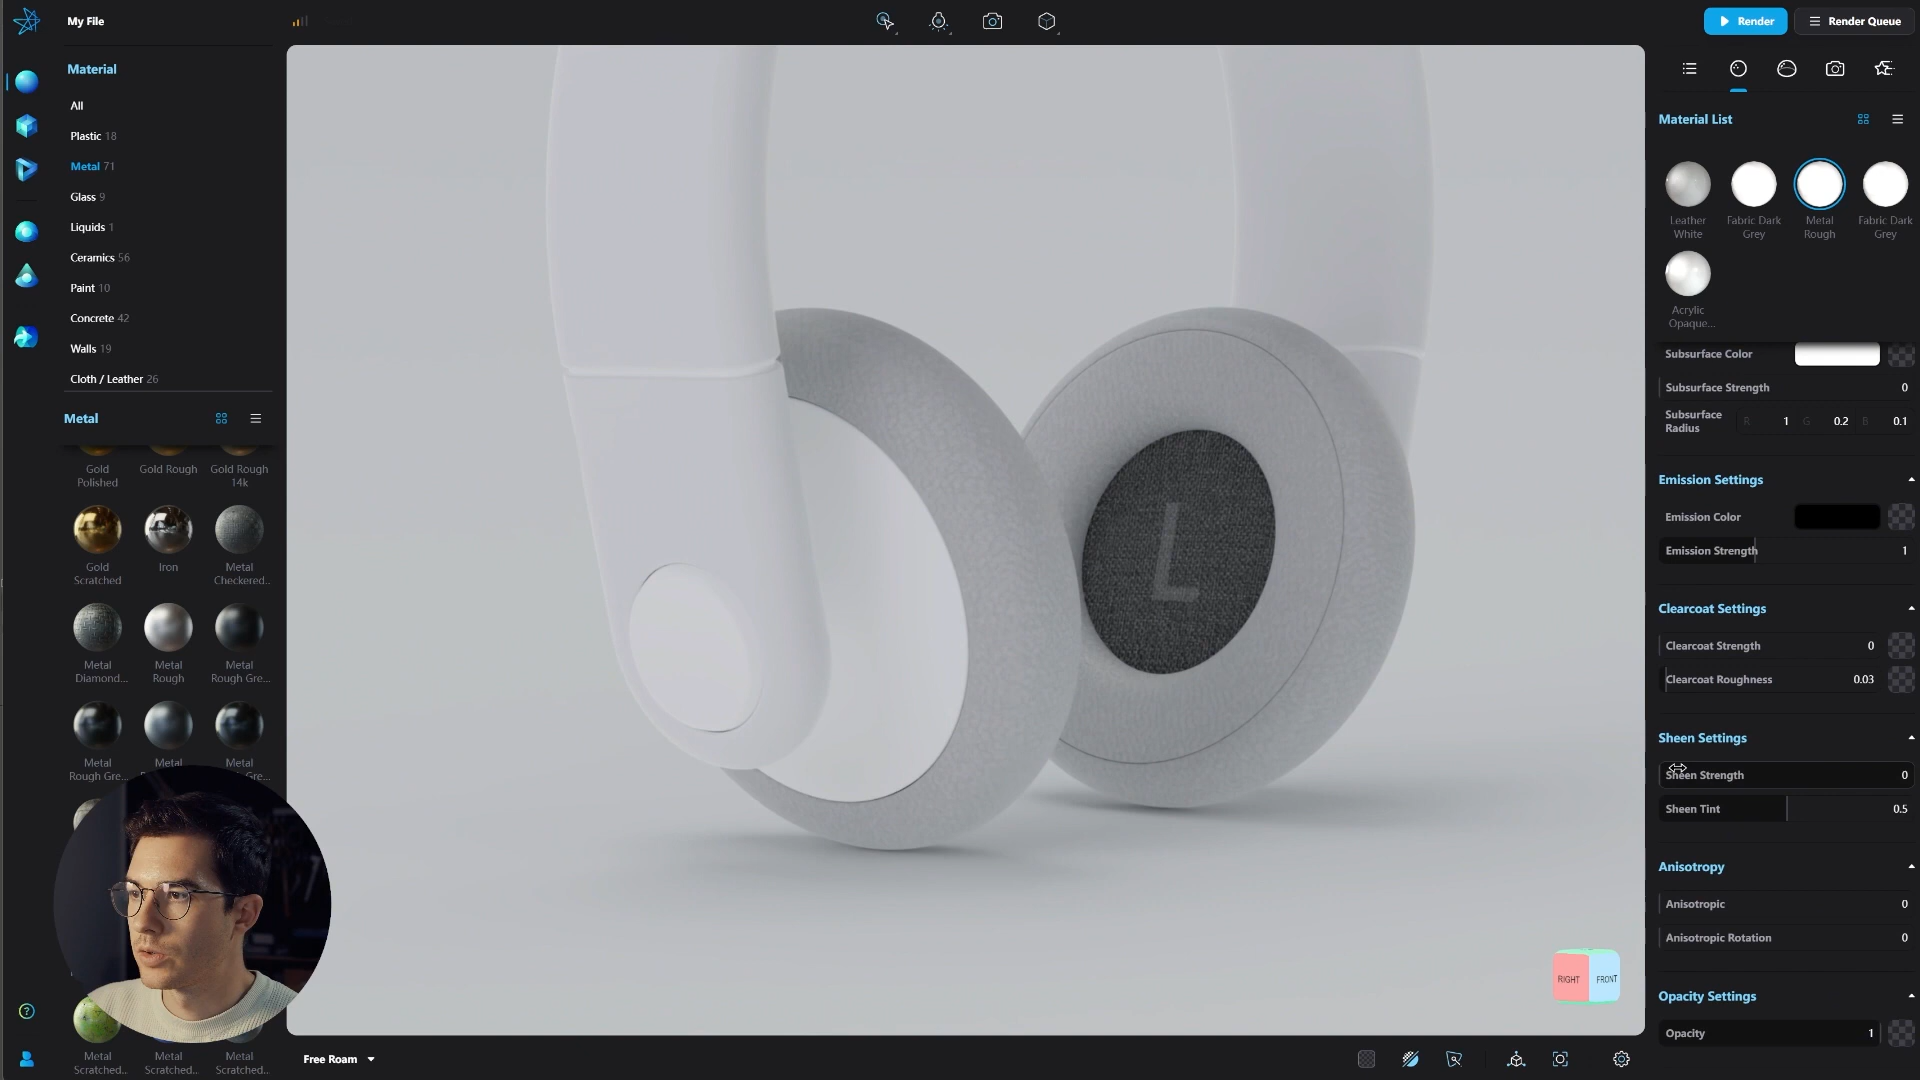 My File
Render
Render Queue
Material
All
Plastic 18
Metal 71
Glass 9
Liquids 1
Ceramics 56
Paint 10
Concrete 42
Walls 19
Cloth / Leather 26
Metal
Gold
Polished
Gold Rough
Gold Rough
14k
Gold
Scratched
Iron
Metal
Checkered...
Metal
Diamond...
Metal
Rough
Metal
Rough Gre...
Metal
Rough Gre...
Metal
Metal
Gre...
Metal
Scratched...
Metal
Scratched...
Metal
Scratched...
L
RIGHT
FRONT
Free Roam
Material List
Leather
White
Fabric Dark
Grey
Metal
Rough
Fabric Dark
Grey
Acrylic
Opaque...
Subsurface Color
Subsurface Strength 0
Subsurface
Radius
R 1 G 0.2 B 0.1
Emission Settings
Emission Color
Emission Strength 1
Clearcoat Settings
Clearcoat Strength 0
Clearcoat Roughness 0.03
Sheen Settings
Sheen Strength 0
Sheen Tint 0.5
Anisotropy
Anisotropic 0
Anisotropic Rotation 0
Opacity Settings
Opacity 1